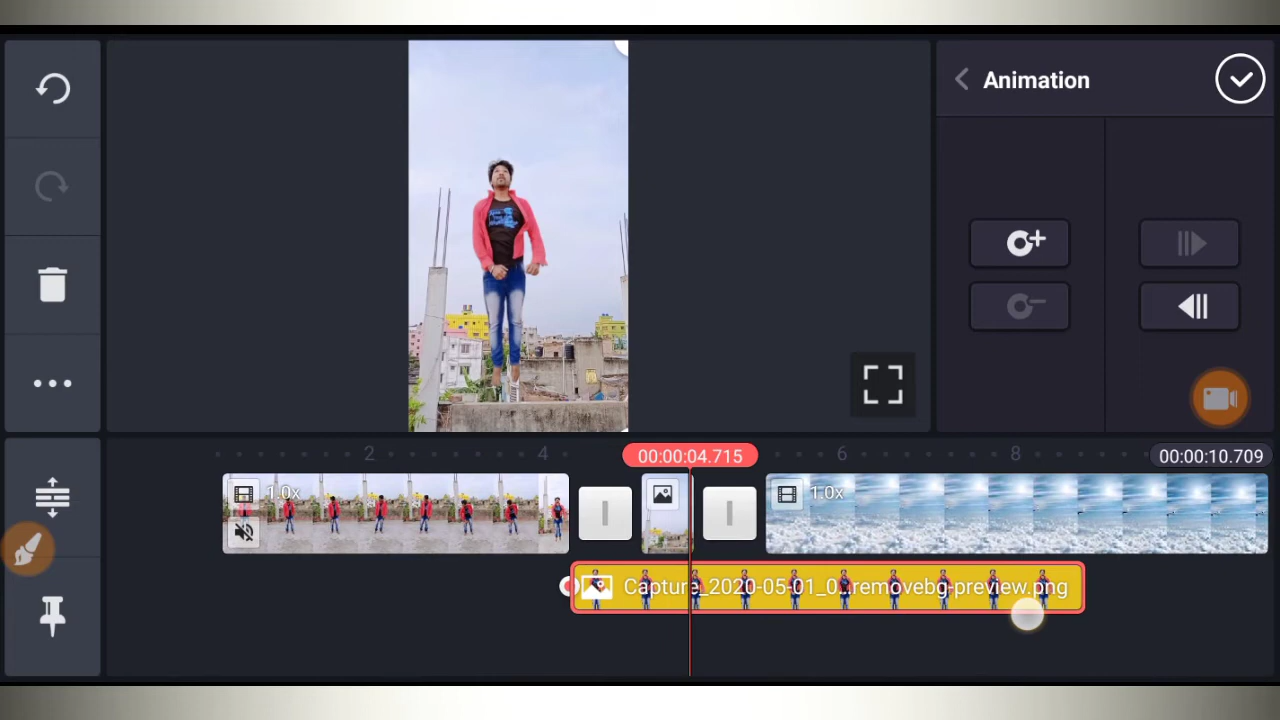 Animation
2
4
00:00:04.715
6
8
00:00:10.709
1.0x
1.0x
Capture_2020-05-01_0...removebg-preview.png